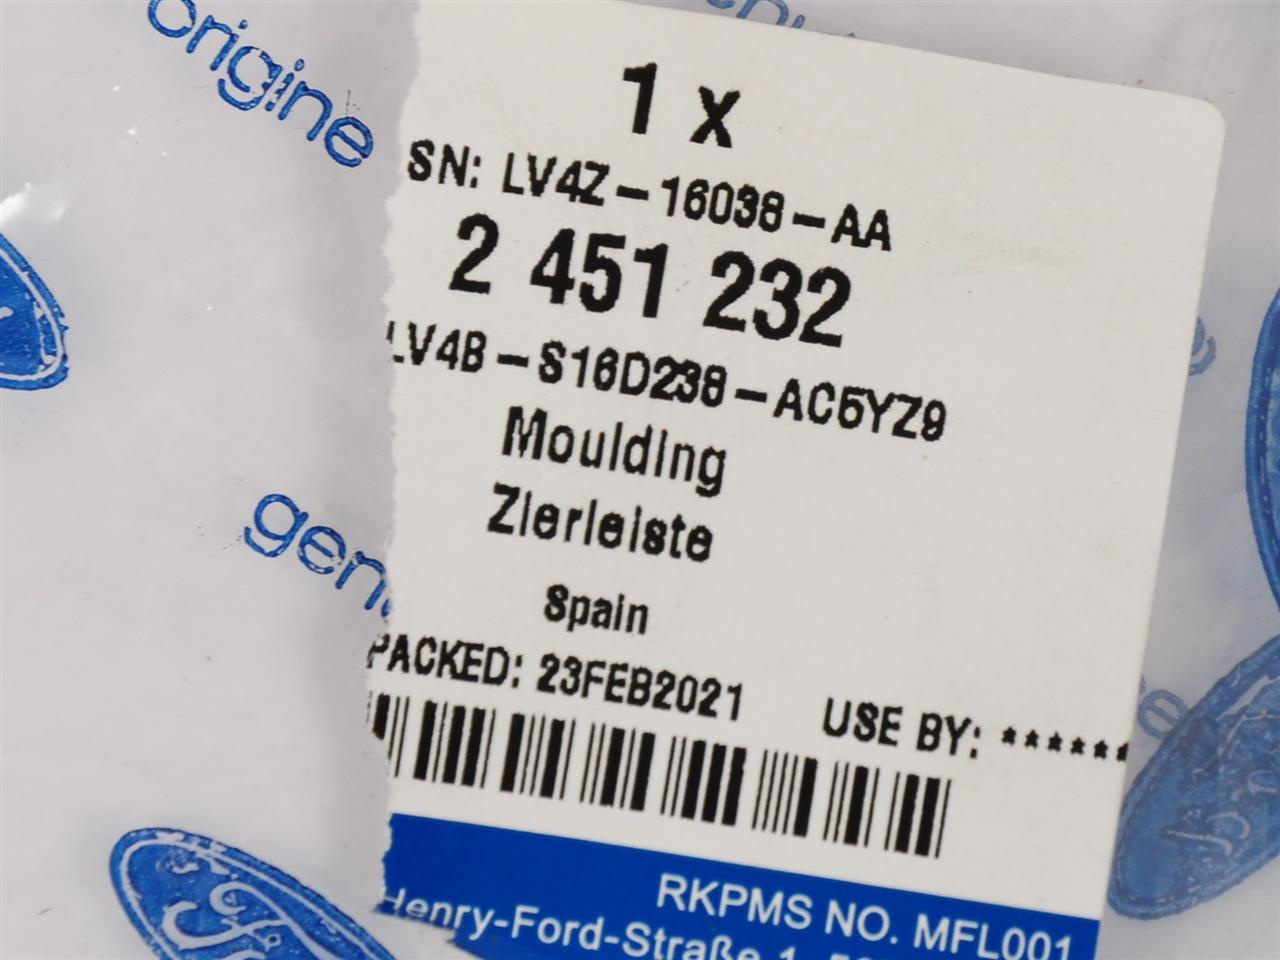 origine
1 x
SN: LV4Z-16038-AA
2 451 232
LV4B-S16D238-AC5YZ9
Moulding
Zierleiste
Spain
PACKED: 23FEB2021 USE BY: ******
RKPMS NO. MFL001
Henry-Ford-Straße 1